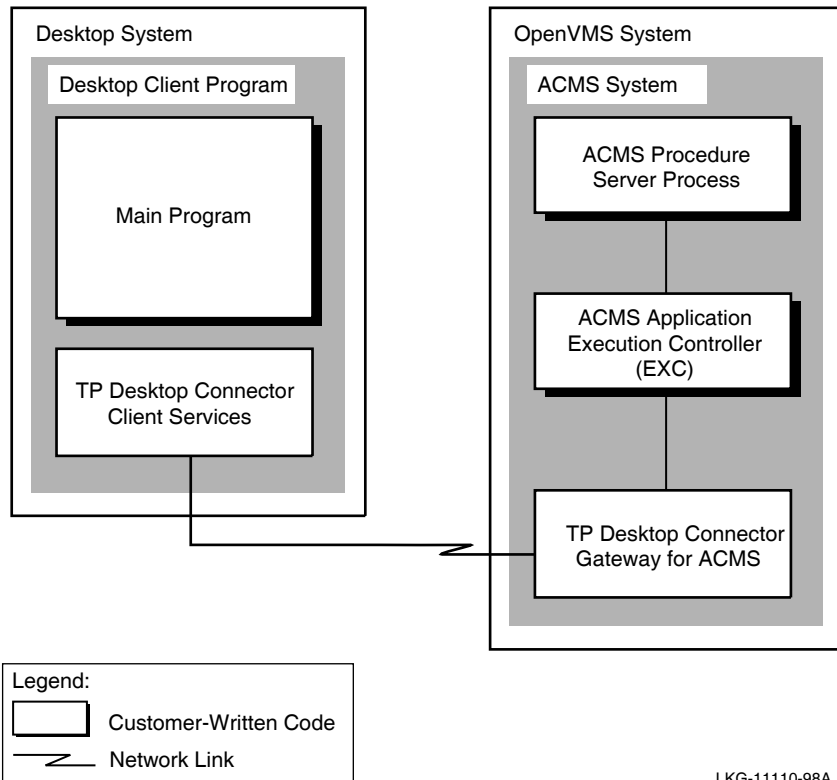 Desktop System
Desktop Client Program
Main Program
TP Desktop Connector
Client Services
OpenVMS System
ACMS System
ACMS Procedure
Server Process
ACMS Application
Execution Controller
(EXC)
TP Desktop Connector
Gateway for ACMS
Legend:
Customer-Written Code
Network Link
LKG-11110-98A